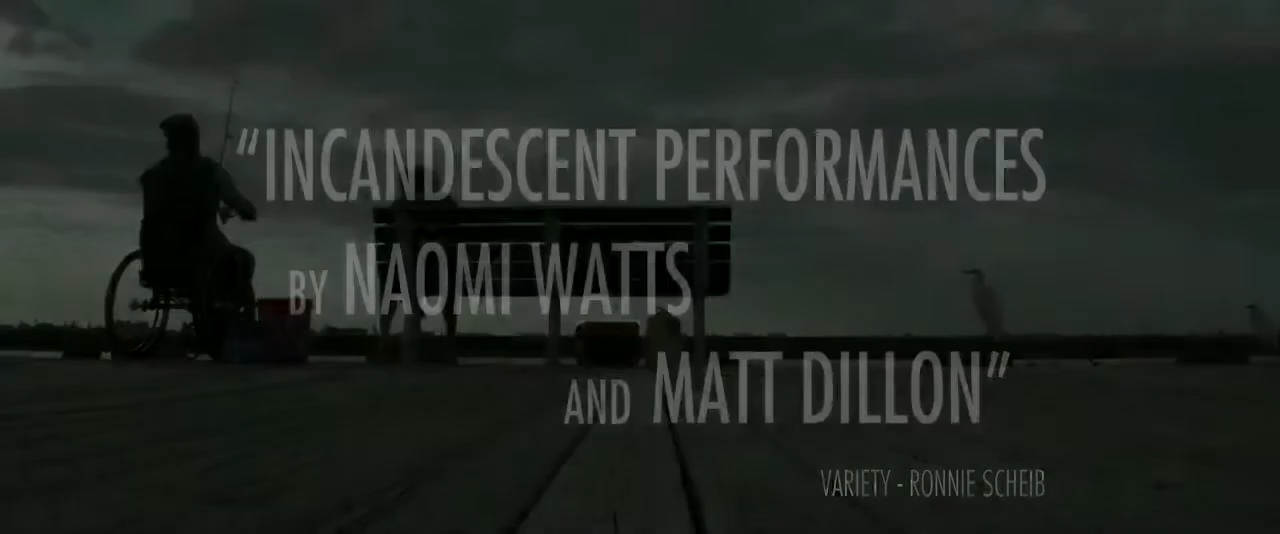 “INCANDESCENT PERFORMANCES
BY NAOMI WATTS
AND MATT DILLON”
VARIETY - RONNIE SCHEIB